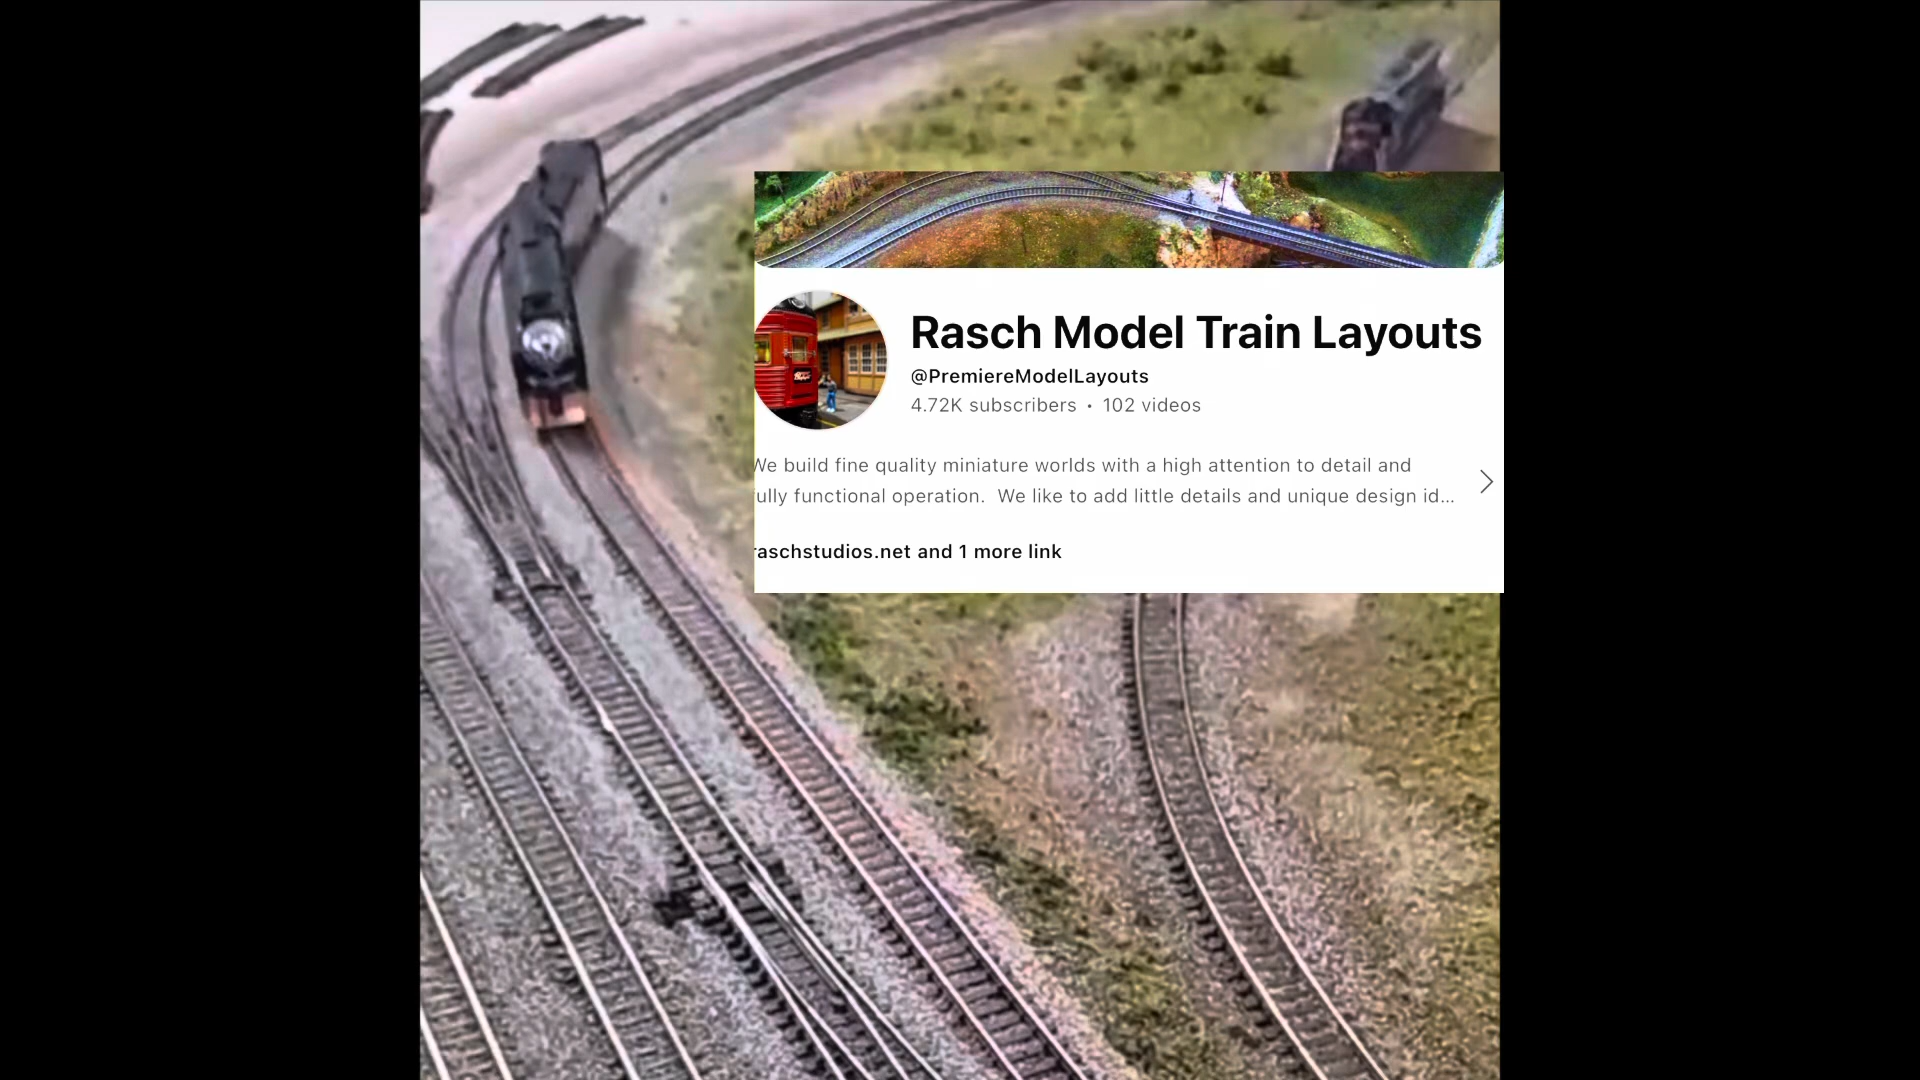 Rasch Model Train Layouts
@PremiereModelLayouts
4.72K subscribers • 102 videos
We build fine quality miniature worlds with a high attention to detail and
ully functional operation. We like to add little details and unique design id...
raschstudios.net and 1 more link